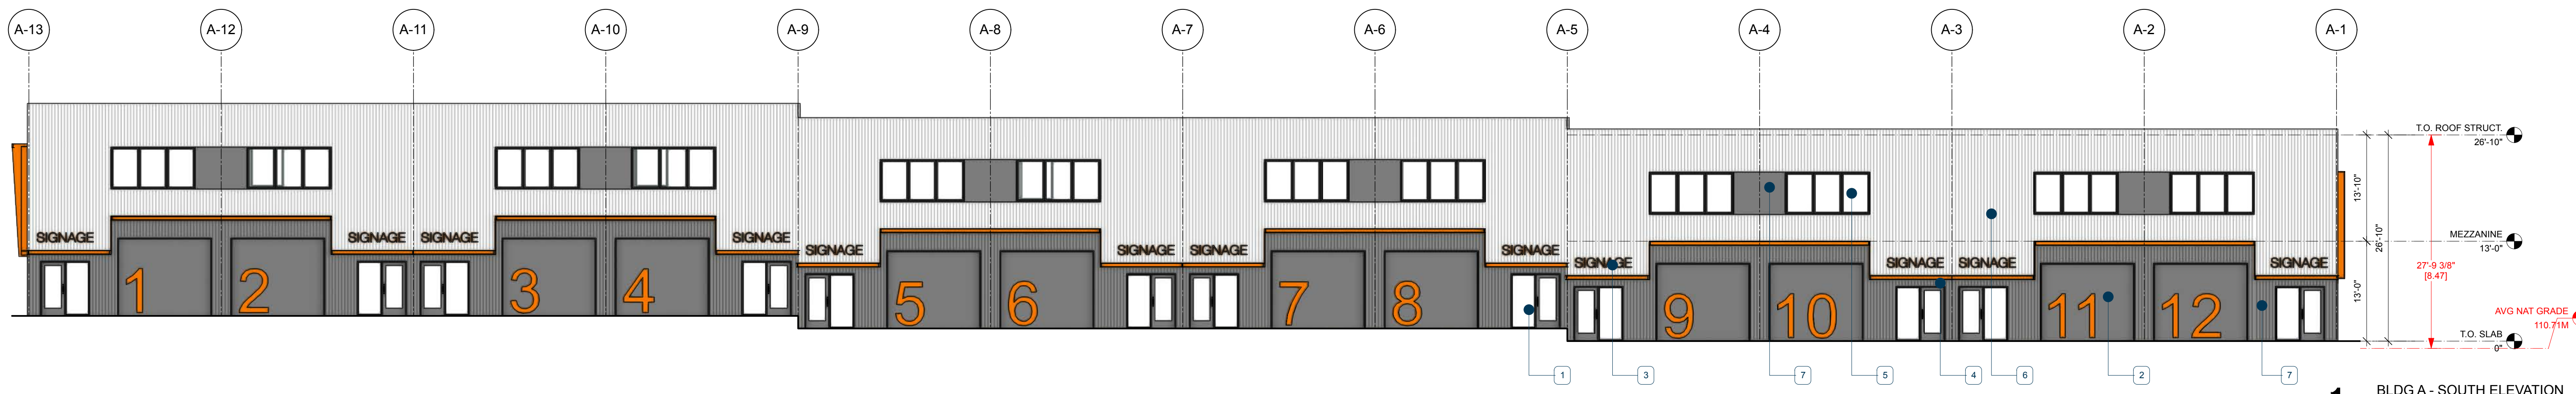 A-13 A-12 A-11 A-10 A-9 A-8 A-7 A-6 A-5 A-4 A-3 A-2 A-1
T.O. ROOF STRUCT.
26'-10"
13'-10"
26'-10"
MEZZANINE
13'-0"
SIGNAGE SIGNAGE SIGNAGE SIGNAGE SIGNAGE SIGNAGE SIGNAGE SIGNAGE SIGNAGE SIGNAGE SIGNAGE SIGNAGE
27'-9 3/8"
[8.47]
13'-0"
1 2 3 4 5 6 7 8 9 10 11 12
AVG NAT GRADE
110.71M
T.O. SLAB
0"
1 3 7 5 4 6 2 7
BLDG A - SOUTH ELEVATION